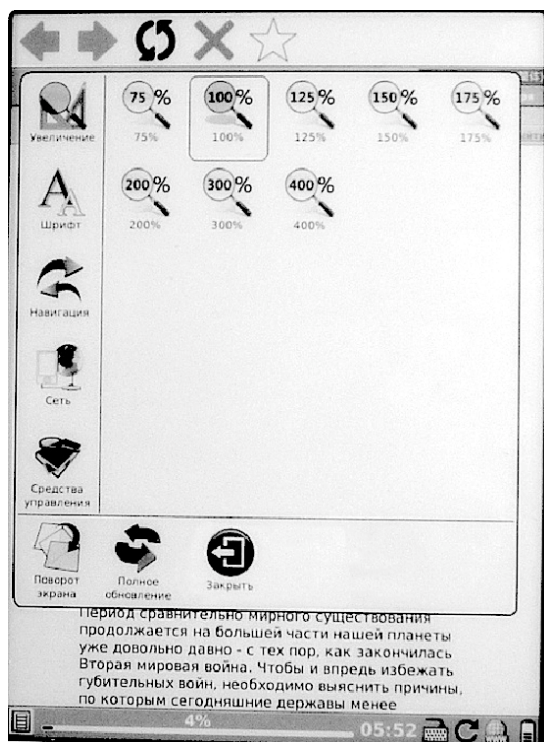 75 %
100 %
125 %
150 %
175 %
Увеличение
75%
100%
125%
150%
175%
200 %
300 %
400 %
Шрифт
200%
300%
400%
Навигация
Сеть
Средства
управления
Поворот
экрана
Полное
обновление
Закрыть
Период сравнительно мирного существования
продолжается на большей части нашей планеты
уже довольно давно - с тех пор, как закончилась
Вторая мировая война. Чтобы и впредь избежать
губительных войн, необходимо выяснить причины,
по которым сегодняшние державы менее
4%
05:52